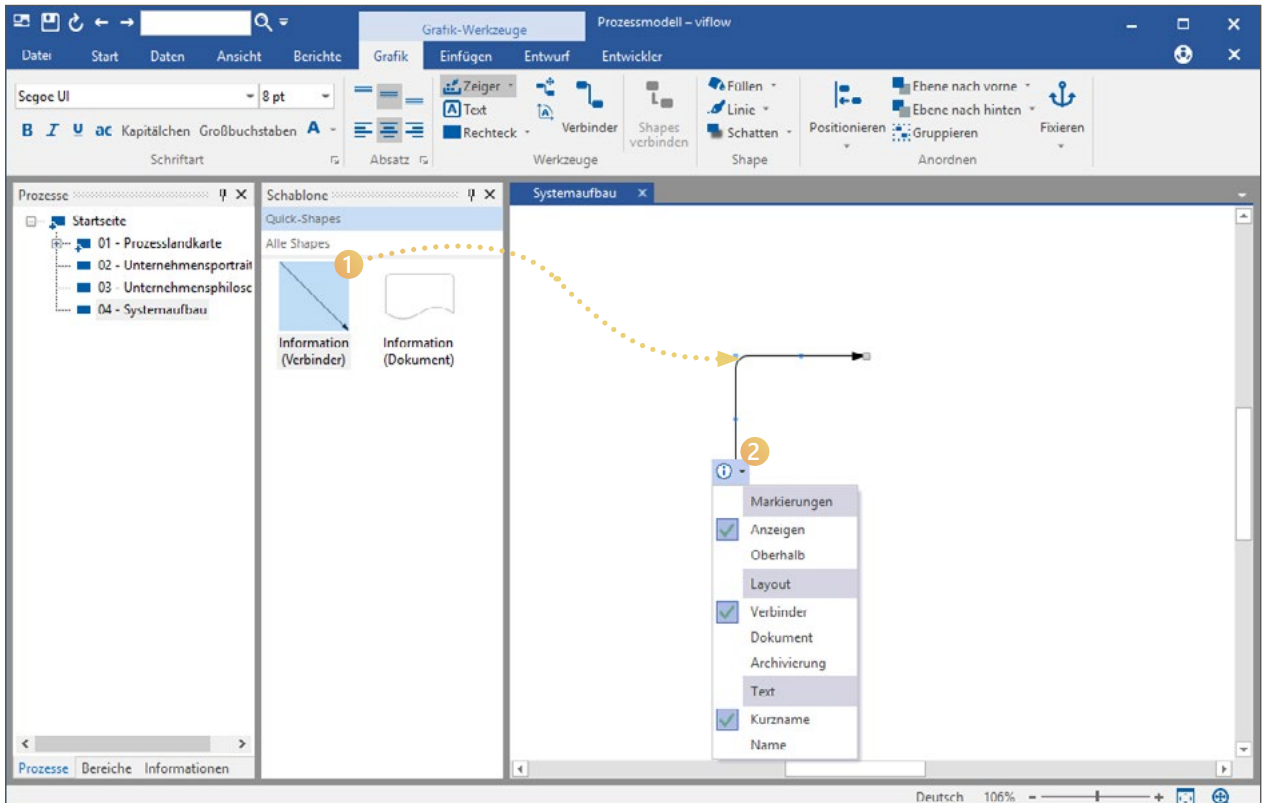 Grafik-Werkzeuge
Prozessmodell – viflow
Datei Start Daten Ansicht Berichte Grafik Einfügen Entwurf Entwickler
Segoe UI 8 pt
Zeiger
Text
Rechteck
Verbinder
Shapes verbinden
Füllen
Linie
Schatten
Positionieren
Ebene nach vorne
Ebene nach hinten
Gruppieren
Fixieren
B I U ac Kapitälchen Großbuchstaben A
Schriftart Absatz Werkzeuge Shape Anordnen
Prozesse
Startseite
01 - Prozesslandkarte
02 - Unternehmensportrait
03 - Unternehmensphilosc
04 - Systemaufbau
Prozesse Bereiche Informationen
Schablone
Quick-Shapes
Alle Shapes
Information
(Verbinder)
Information
(Dokument)
Systemaufbau
1
2
Markierungen
Anzeigen
Oberhalb
Layout
Verbinder
Dokument
Archivierung
Text
Kurzname
Name
Deutsch 106%